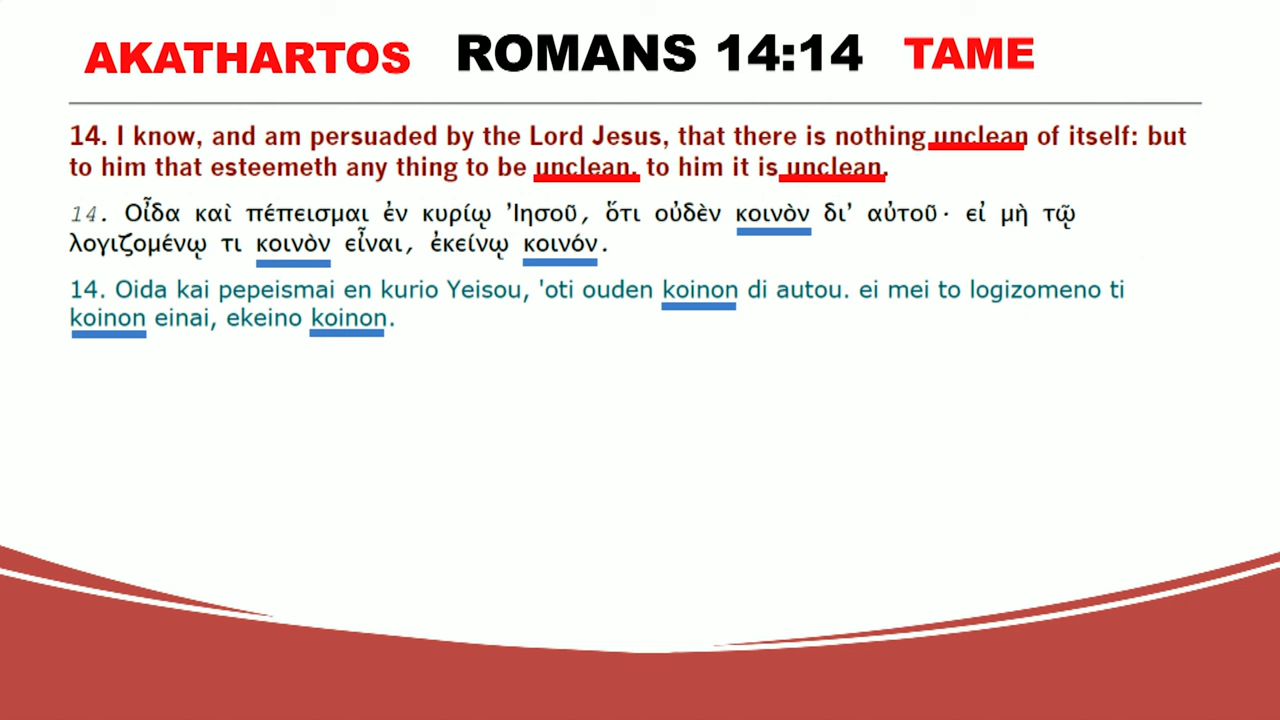 AKATHARTOS ROMANS 14:14 TAME
14. I know, and am persuaded by the Lord Jesus, that there is nothing unclean of itself: but
to him that esteemeth any thing to be unclean, to him it is unclean.
14. Οἶδα καὶ πέπεισμαι ἐν κυρίῳ Ἰησοῦ, ὅτι οὐδὲν κοινὸν δι' αὐτοῦ· εἰ μὴ τῷ
λογιζομένῳ τι κοινὸν εἶναι, ἐκείνῳ κοινόν.
14. Oida kai pepeismai en kurio Yeisou, 'oti ouden koinon di autou. ei mei to logizomeno ti
koinon einai, ekeino koinon.